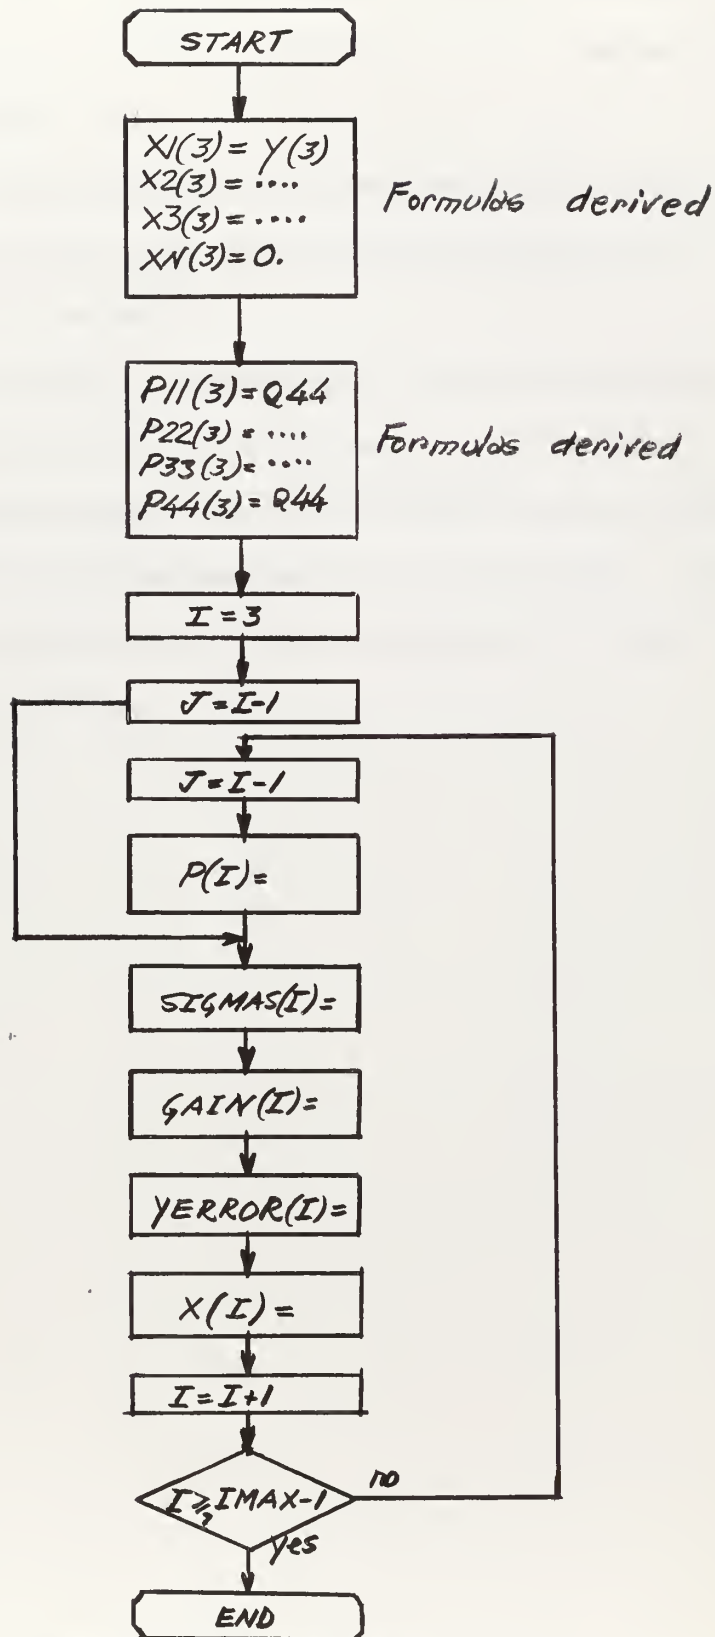 START
X1(3) = Y(3)
X2(3) = ....
X3(3) = ....
XN(3) = 0.
Formulas derived
P11(3) = Q44
P22(3) = ....
P33(3) = ....
P44(3) = Q44
Formulas derived
I = 3
J = I-1
J = I-1
P(I) =
SIGMAS(I) =
GAIN(I) =
YERROR(I) =
X(I) =
I = I+1
I ≥ IMAX-1
?
no
yes
END